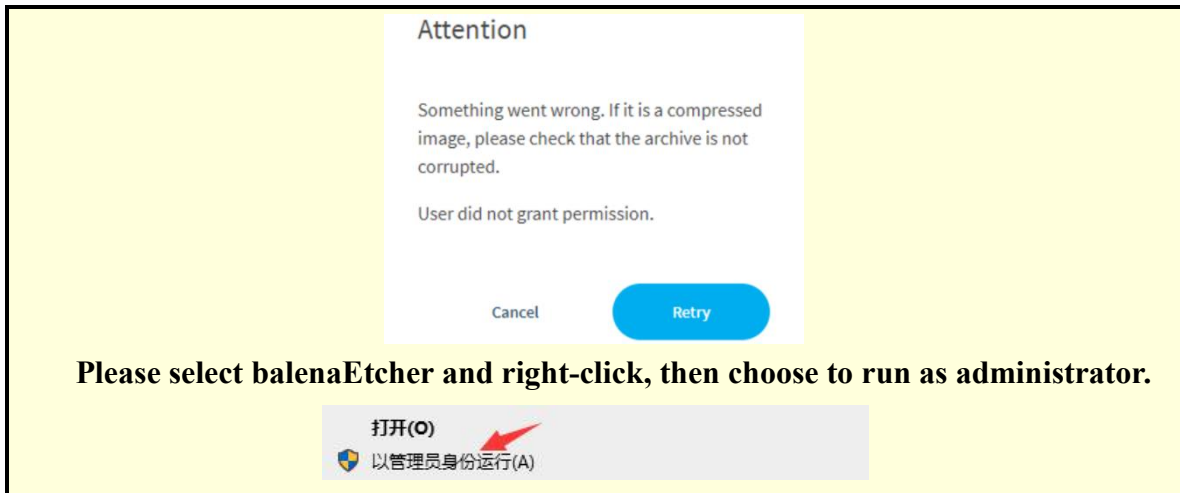 Attention
Something went wrong. If it is a compressed
image, please check that the archive is not
corrupted.
User did not grant permission.
Cancel Retry
Please select balenaEtcher and right-click, then choose to run as administrator.
打开(O)
以管理员身份运行(A)